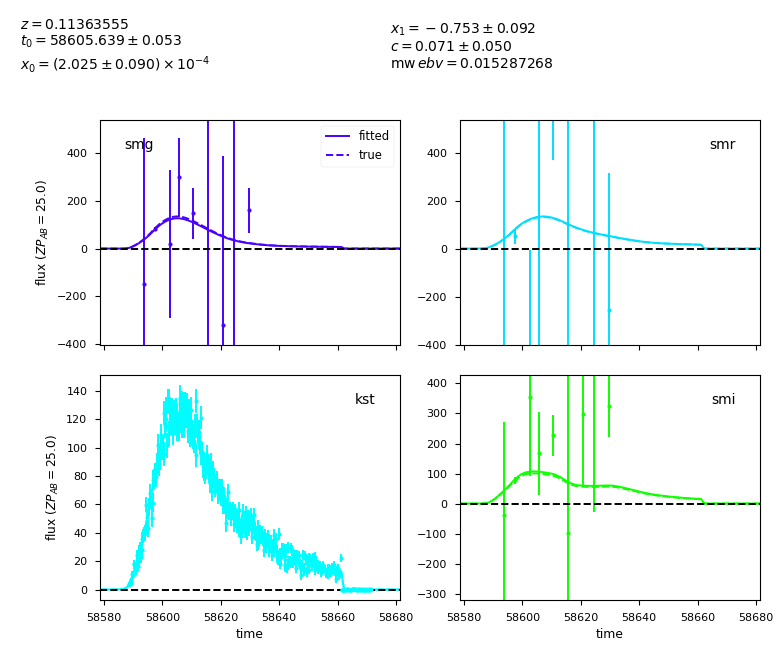 z = 0.11363555
t₀ = 58605.639 ± 0.053
x₀ = (2.025 ± 0.090) × 10⁻⁴
x₁ = −0.753 ± 0.092
c = 0.071 ± 0.050
mw ebv = 0.015287268
smg
fitted
true
400
200
0
−200
−400
flux (ZP_AB = 25.0)
smr
400
200
0
−200
−400
kst
140
120
100
80
60
40
20
0
flux (ZP_AB = 25.0)
58580 58600 58620 58640 58660 58680
time
smi
400
300
200
100
0
−100
−200
−300
58580 58600 58620 58640 58660 58680
time